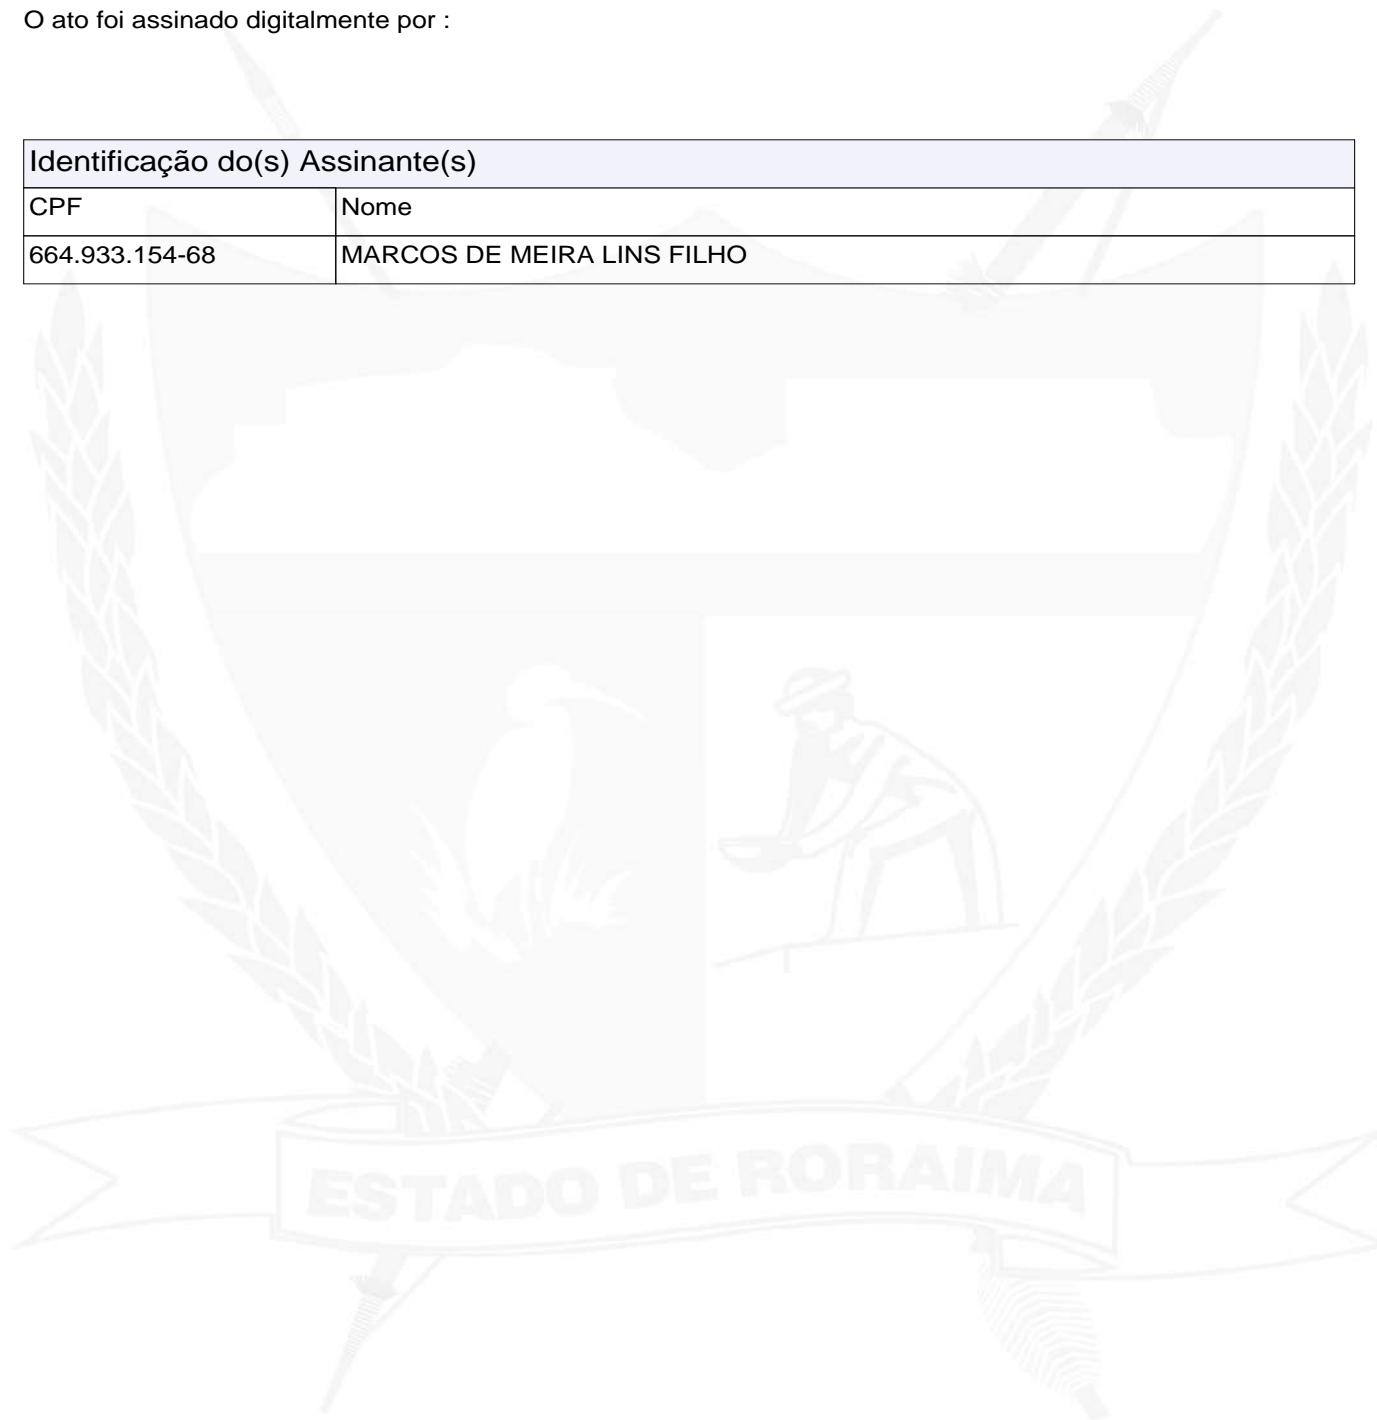 O ato foi assinado digitalmente por :
Identificação do(s) Assinante(s)
CPF Nome
664.933.154-68 MARCOS DE MEIRA LINS FILHO
ESTADO DE RORAIMA